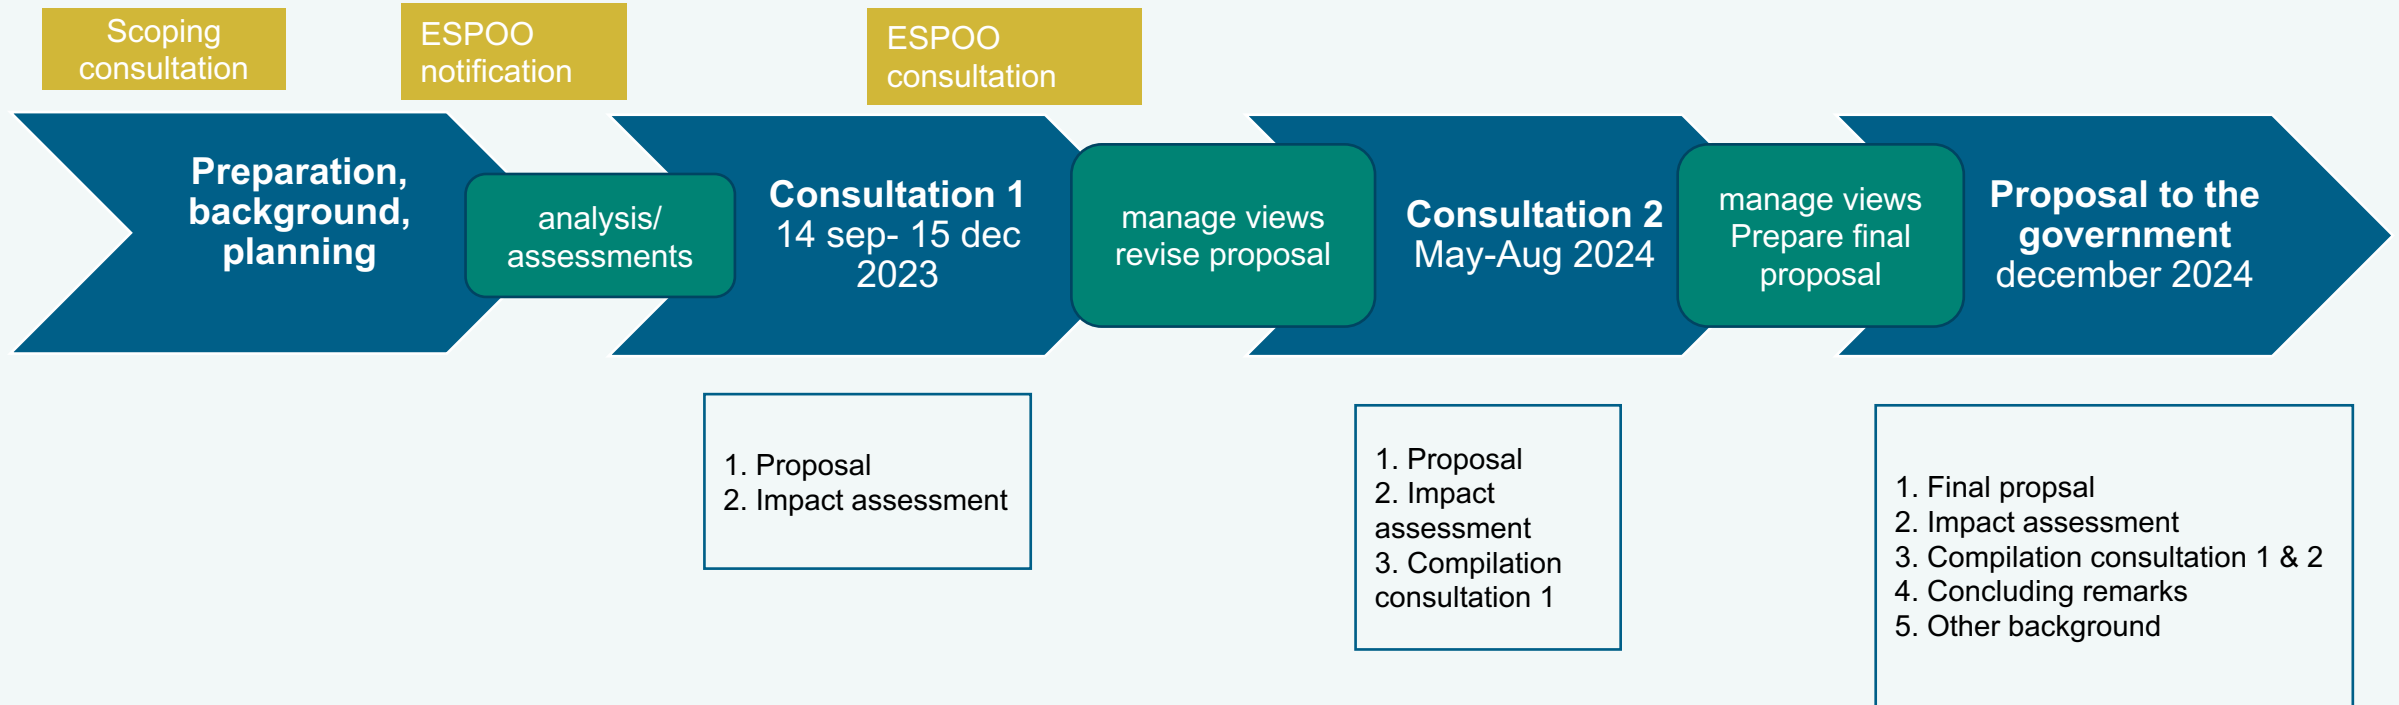 Scoping
consultation
ESPOO
notification
ESPOO
consultation
Preparation,
background,
planning
analysis/
assessments
Consultation 1
14 sep- 15 dec
2023
manage views
revise proposal
Consultation 2
May-Aug 2024
manage views
Prepare final
proposal
Proposal to the
government
december 2024
1. Proposal
2. Impact assessment
1. Proposal
2. Impact
assessment
3. Compilation
consultation 1
1. Final propsal
2. Impact assessment
3. Compilation consultation 1 & 2
4. Concluding remarks
5. Other background